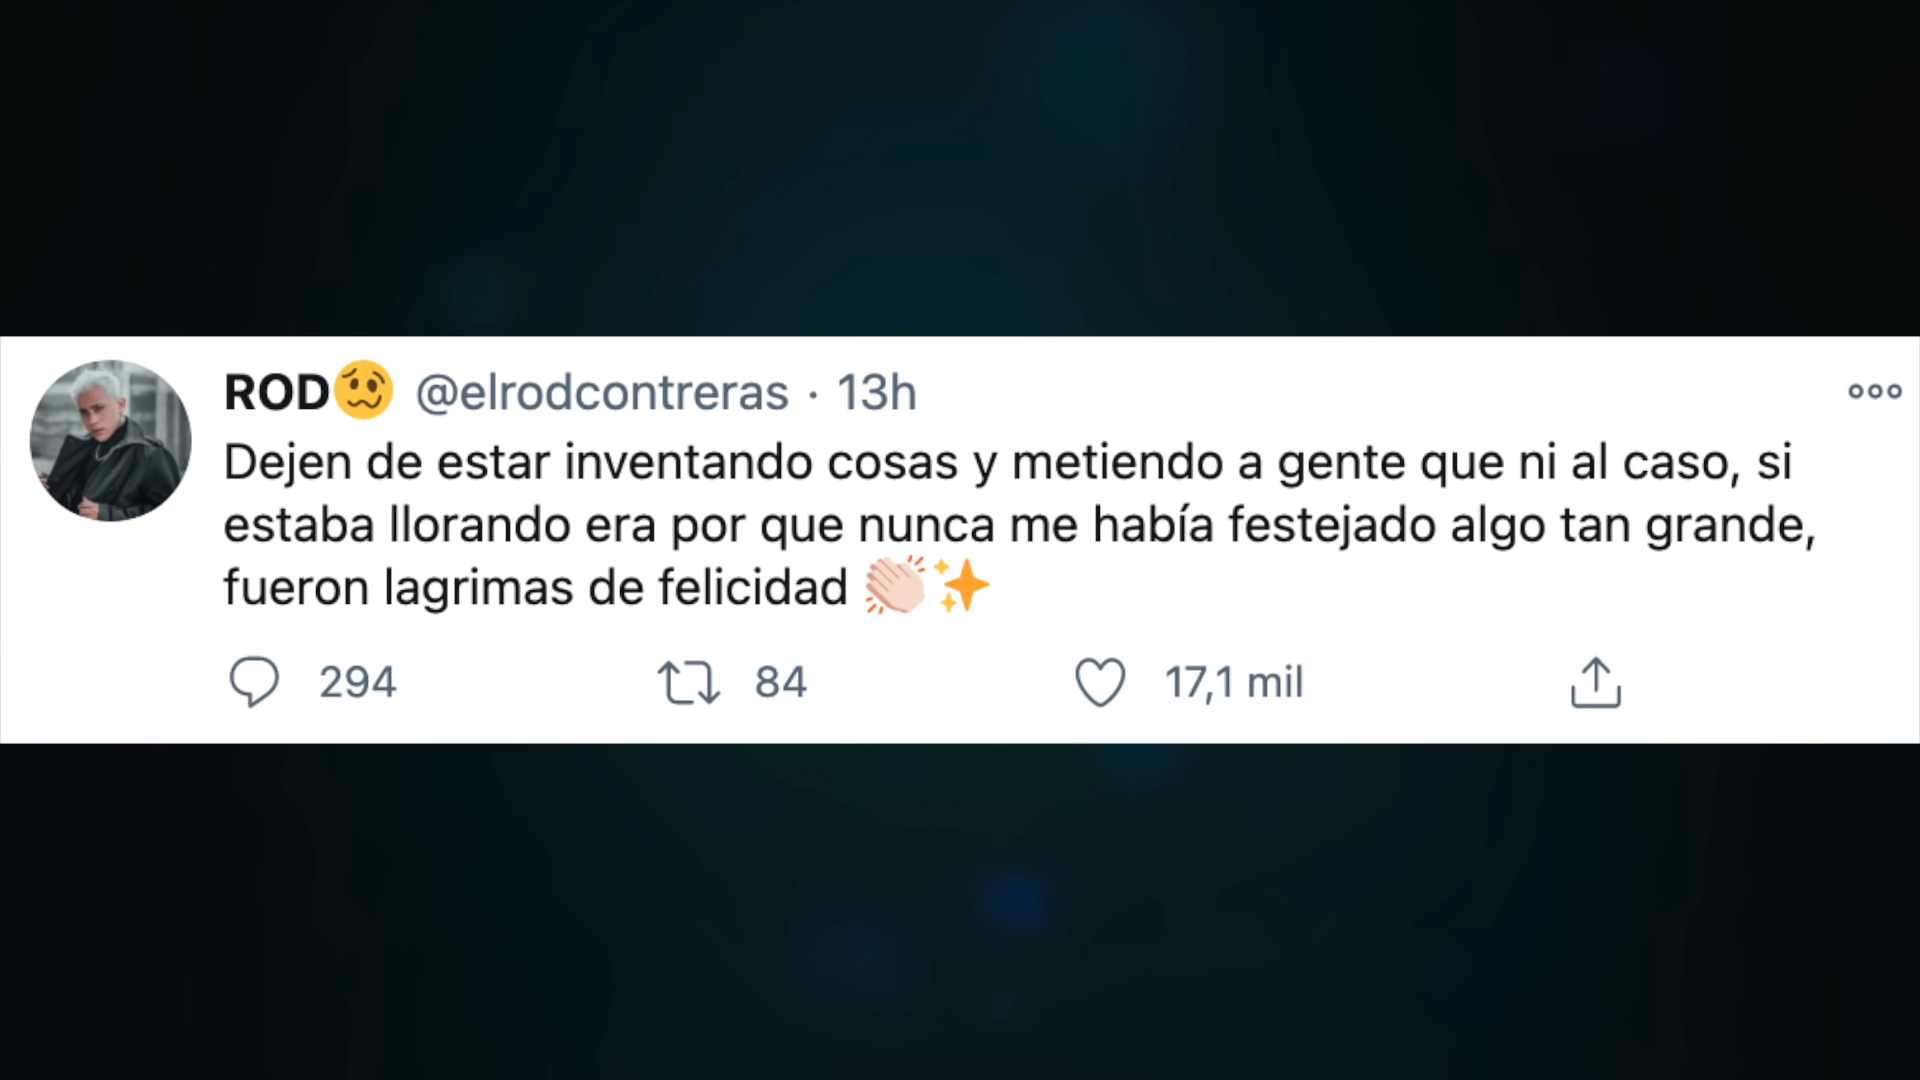 ROD🥴 @elrodcontreras · 13h
Dejen de estar inventando cosas y metiendo a gente que ni al caso, si
estaba llorando era por que nunca me había festejado algo tan grande,
fueron lagrimas de felicidad 👏🏻✨
294 84 17,1 mil